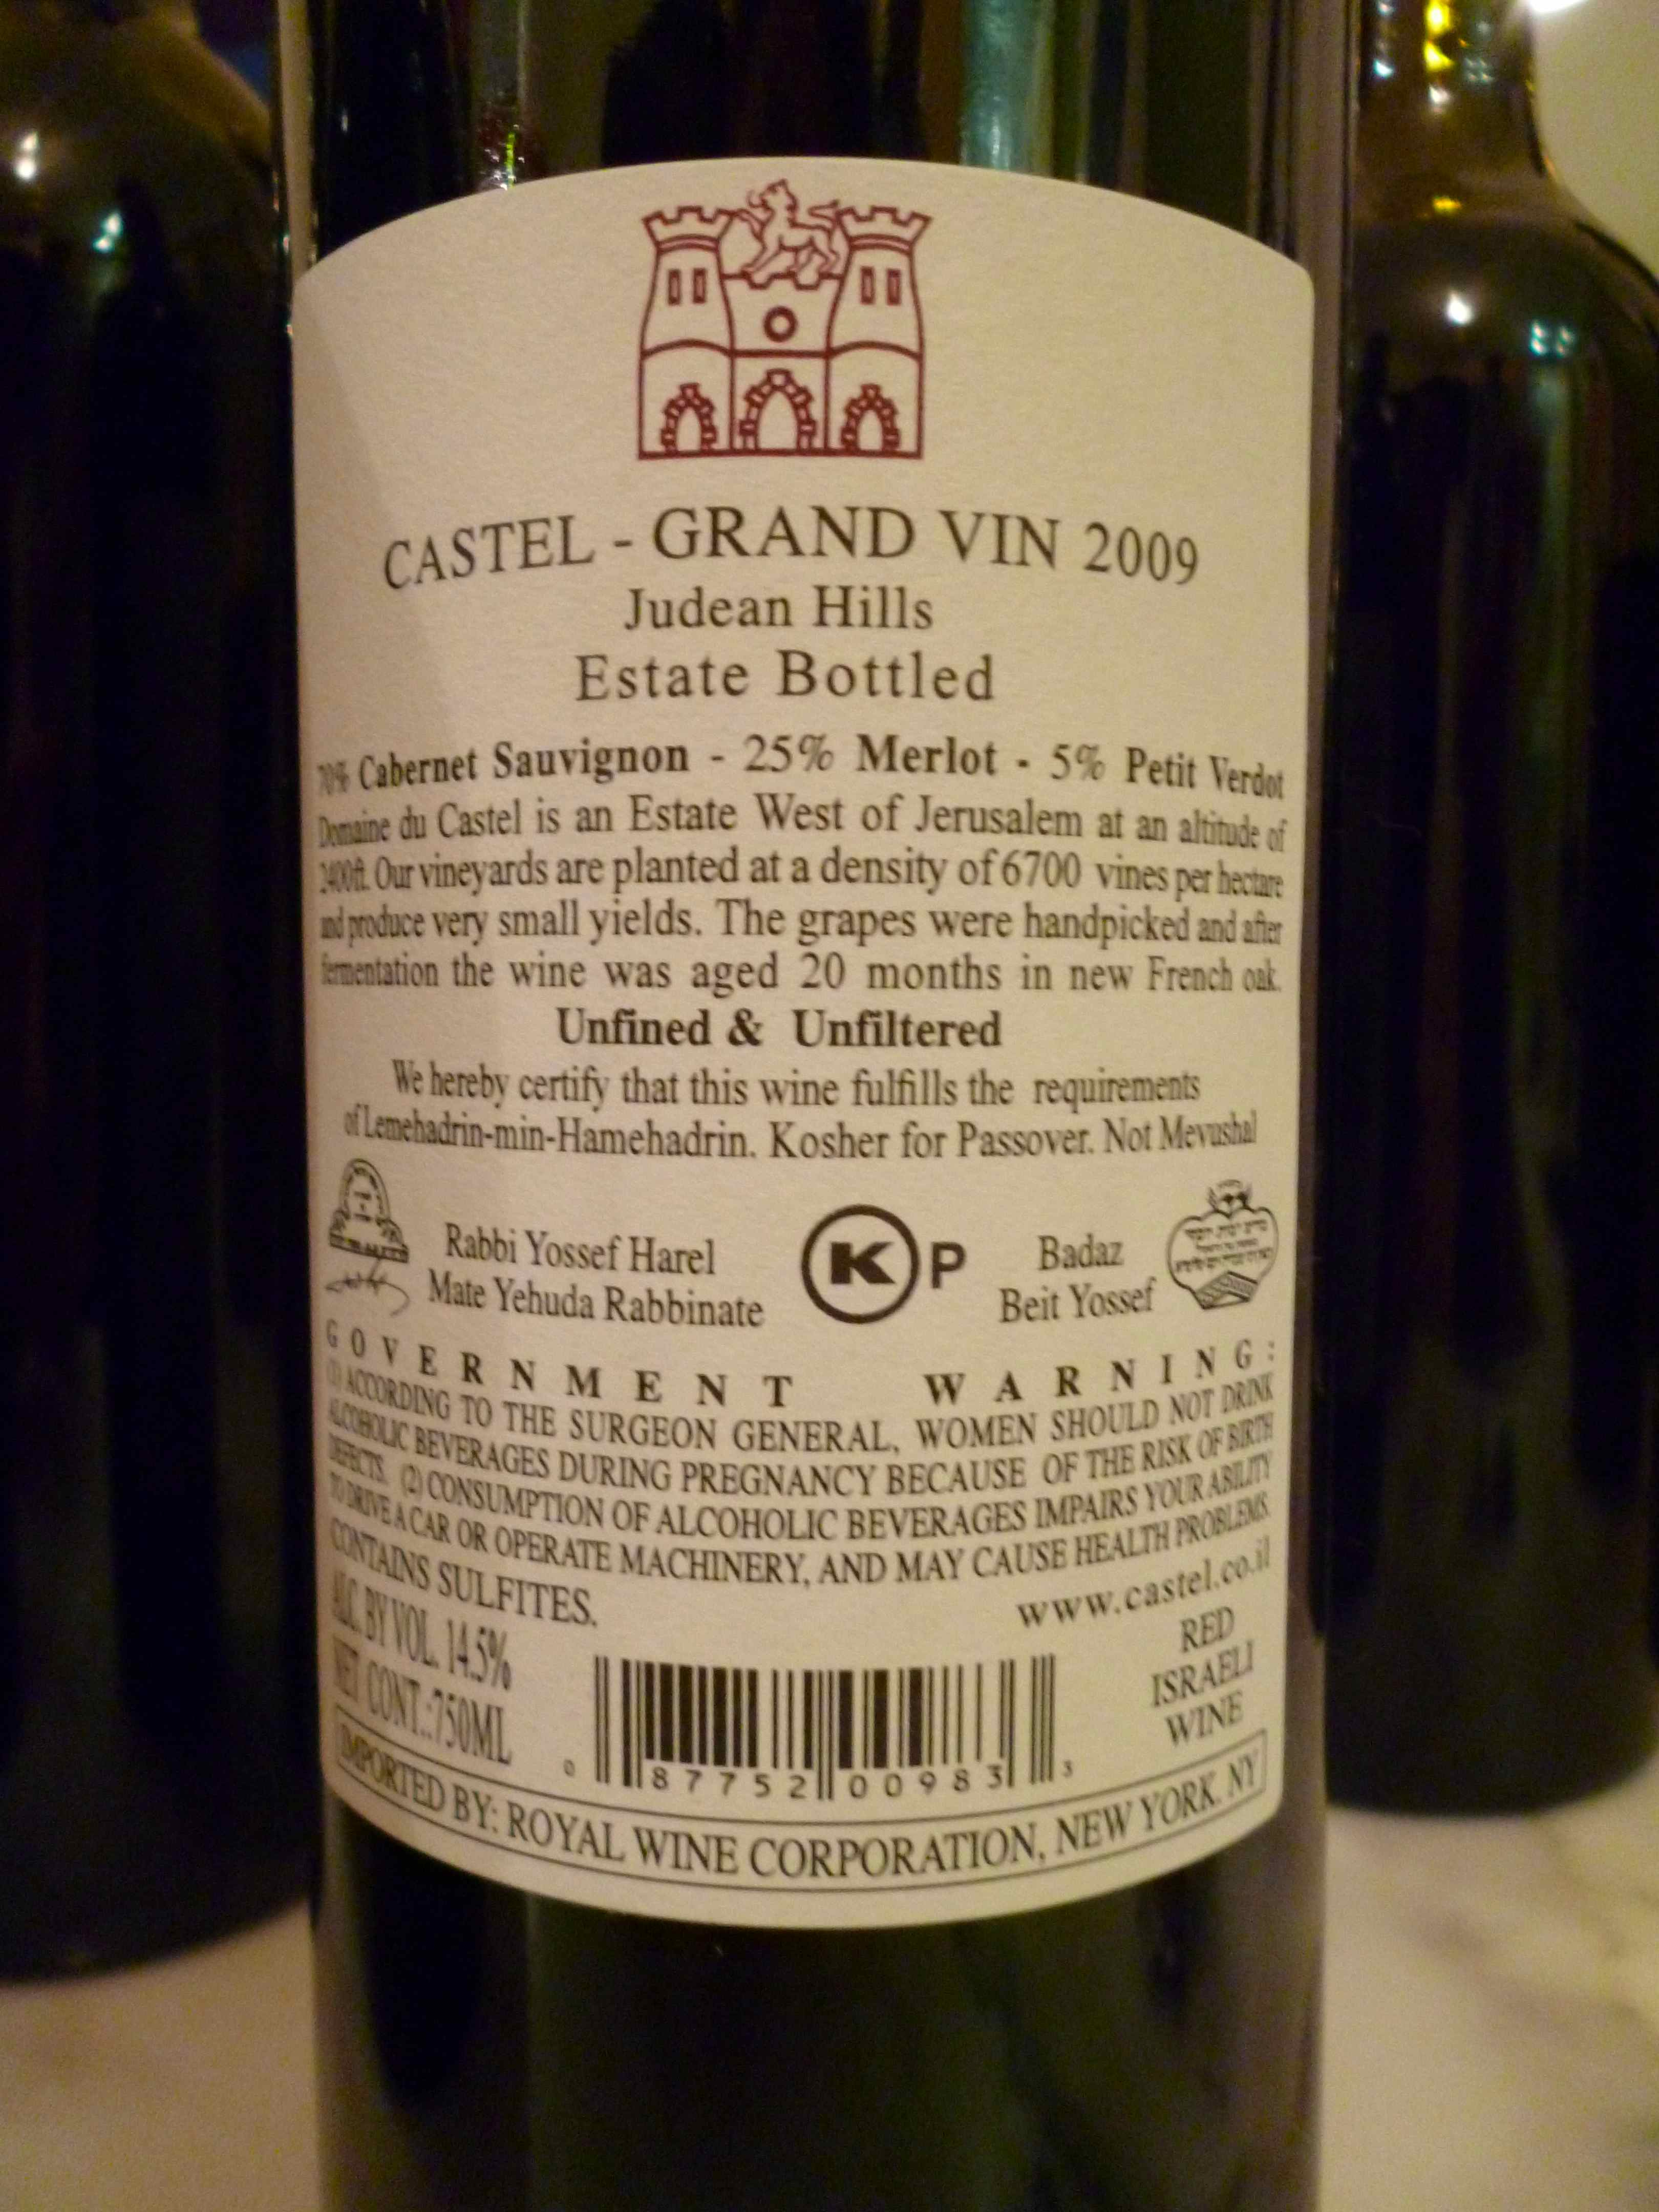 CASTEL - GRAND VIN 2009
Judean Hills
Estate Bottled
70% Cabernet Sauvignon - 25% Merlot - 5% Petit Verdot
Domaine du Castel is an Estate West of Jerusalem at an altitude of
2400ft. Our vineyards are planted at a density of 6700 vines per hectare
and produce very small yields. The grapes were handpicked and after
fermentation the wine was aged 20 months in new French oak.
Unfined & Unfiltered
We hereby certify that this wine fulfills the requirements
of Lemehadrin-min-Hamehadrin. Kosher for Passover. Not Mevushal
Rabbi Yossef Harel
Mate Yehuda Rabbinate
K P
Badaz
Beit Yossef
GOVERNMENT WARNING:
(1) ACCORDING TO THE SURGEON GENERAL, WOMEN SHOULD NOT DRINK
ALCOHOLIC BEVERAGES DURING PREGNANCY BECAUSE OF THE RISK OF BIRTH
DEFECTS. (2) CONSUMPTION OF ALCOHOLIC BEVERAGES IMPAIRS YOUR ABILITY
TO DRIVE A CAR OR OPERATE MACHINERY, AND MAY CAUSE HEALTH PROBLEMS.
CONTAINS SULFITES.
www.castel.co.il
ALC. BY VOL. 14.5%
NET CONT.:750ML
0 87752 00983 3
RED
ISRAELI
WINE
IMPORTED BY: ROYAL WINE CORPORATION, NEW YORK. NY